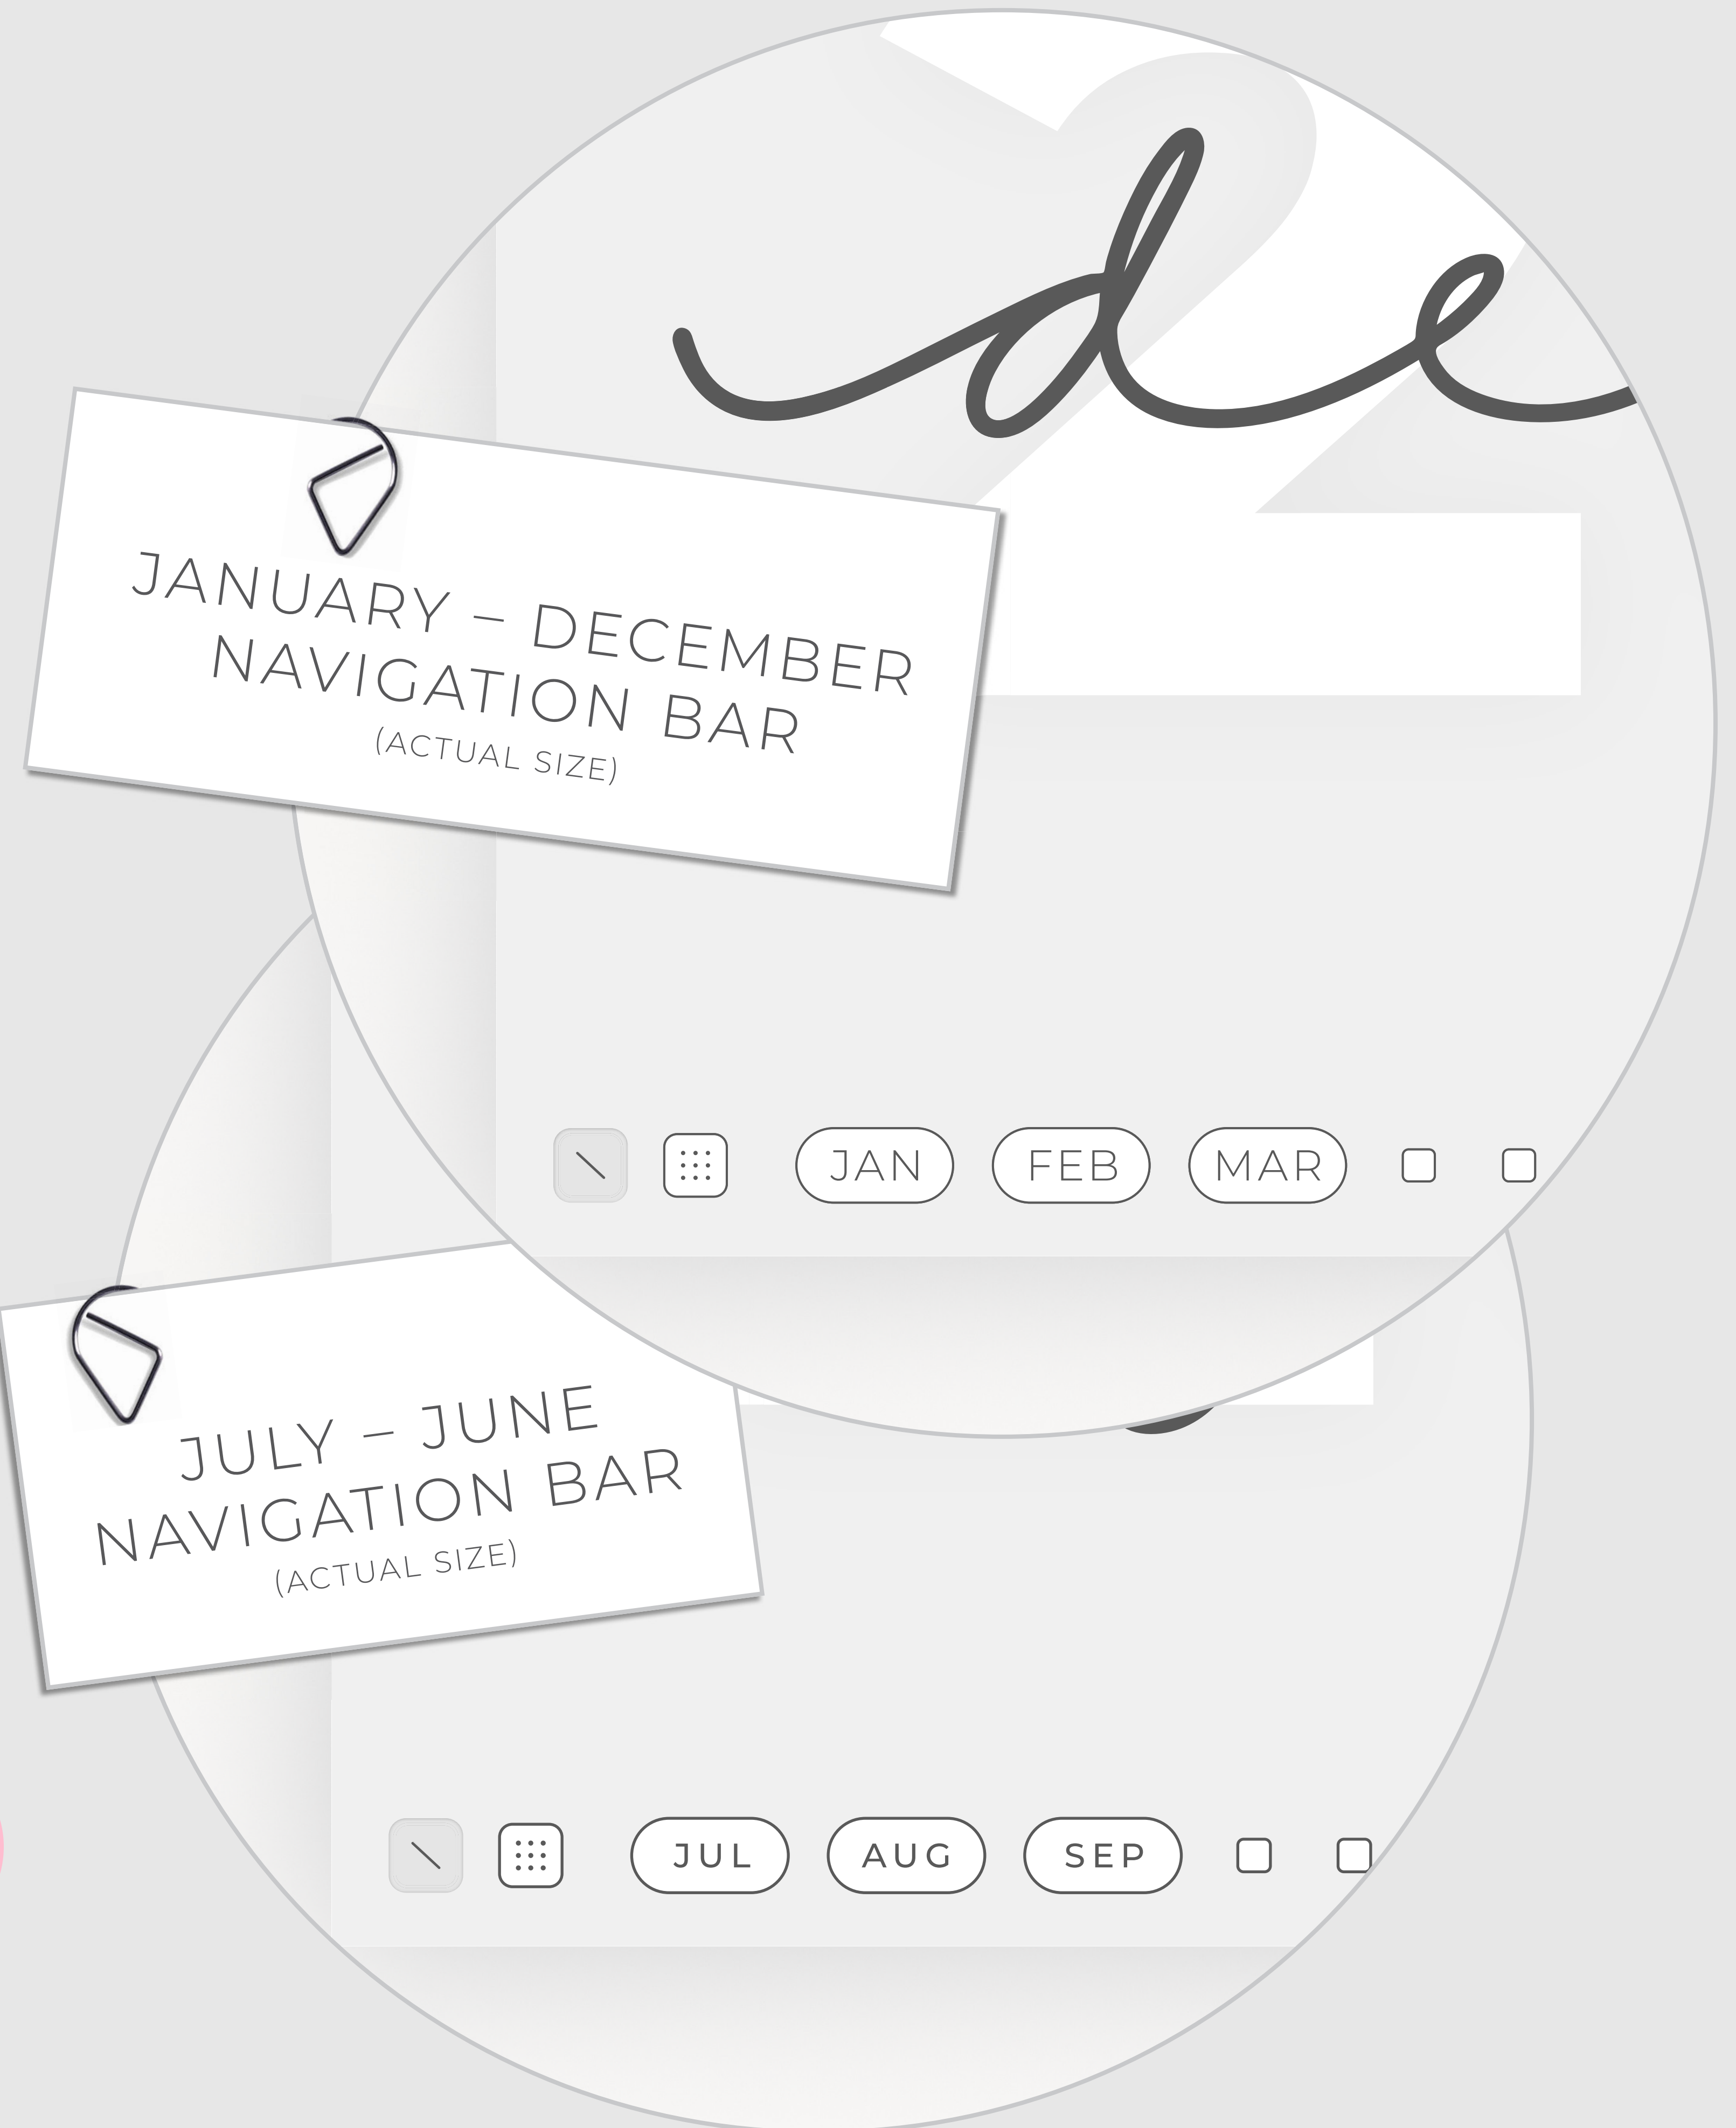 de
JANUARY – DECEMBER
NAVIGATION BAR
(ACTUAL SIZE)
JAN FEB MAR
JULY – JUNE
NAVIGATION BAR
(ACTUAL SIZE)
JUL AUG SEP